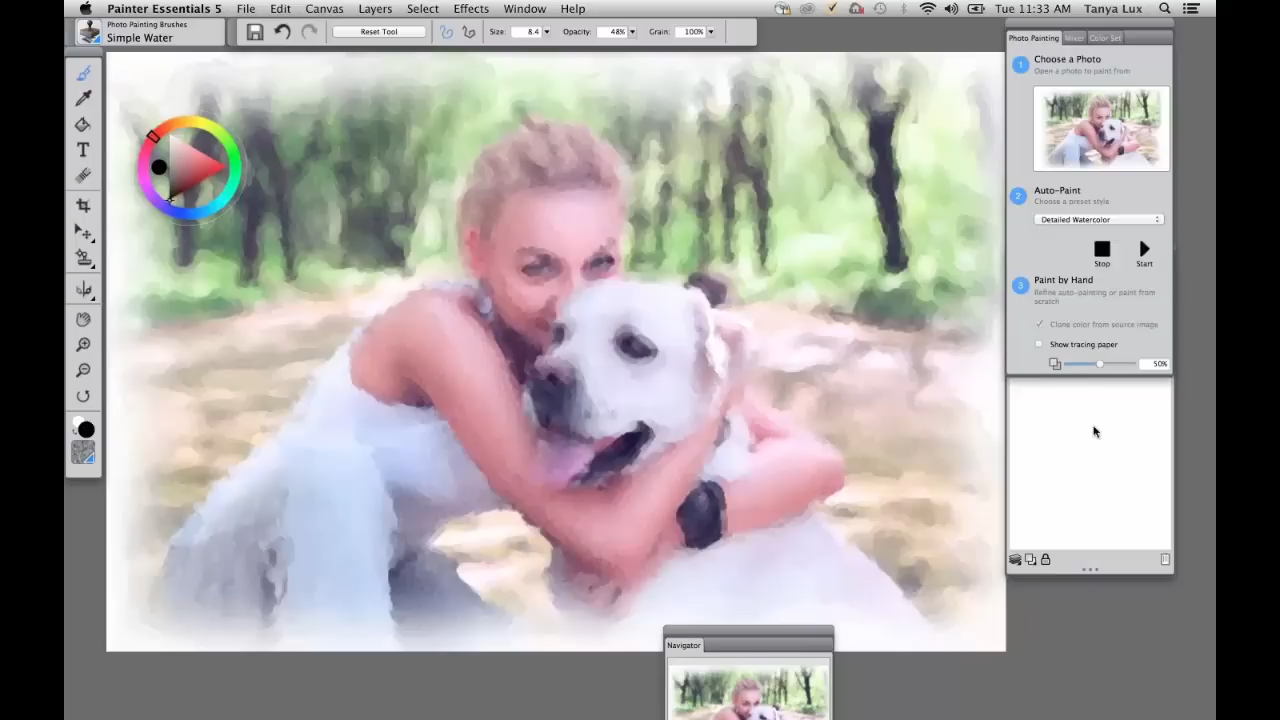 Painter Essentials 5 File Edit Canvas Layers Select Effects Window Help Tue 11:33 AM Tanya Lux
Photo Painting Brushes
Simple Water
Reset Tool Size: 8.4 Opacity: 48% Grain: 100%
Photo Painting Mixer Color Set
1 Choose a Photo
Open a photo to paint from
2 Auto-Paint
Choose a preset style
Detailed Watercolor
Stop Start
3 Paint by Hand
Refine auto-painting or paint from
scratch
Clone color from source image
Show tracing paper
50%
T
Navigator